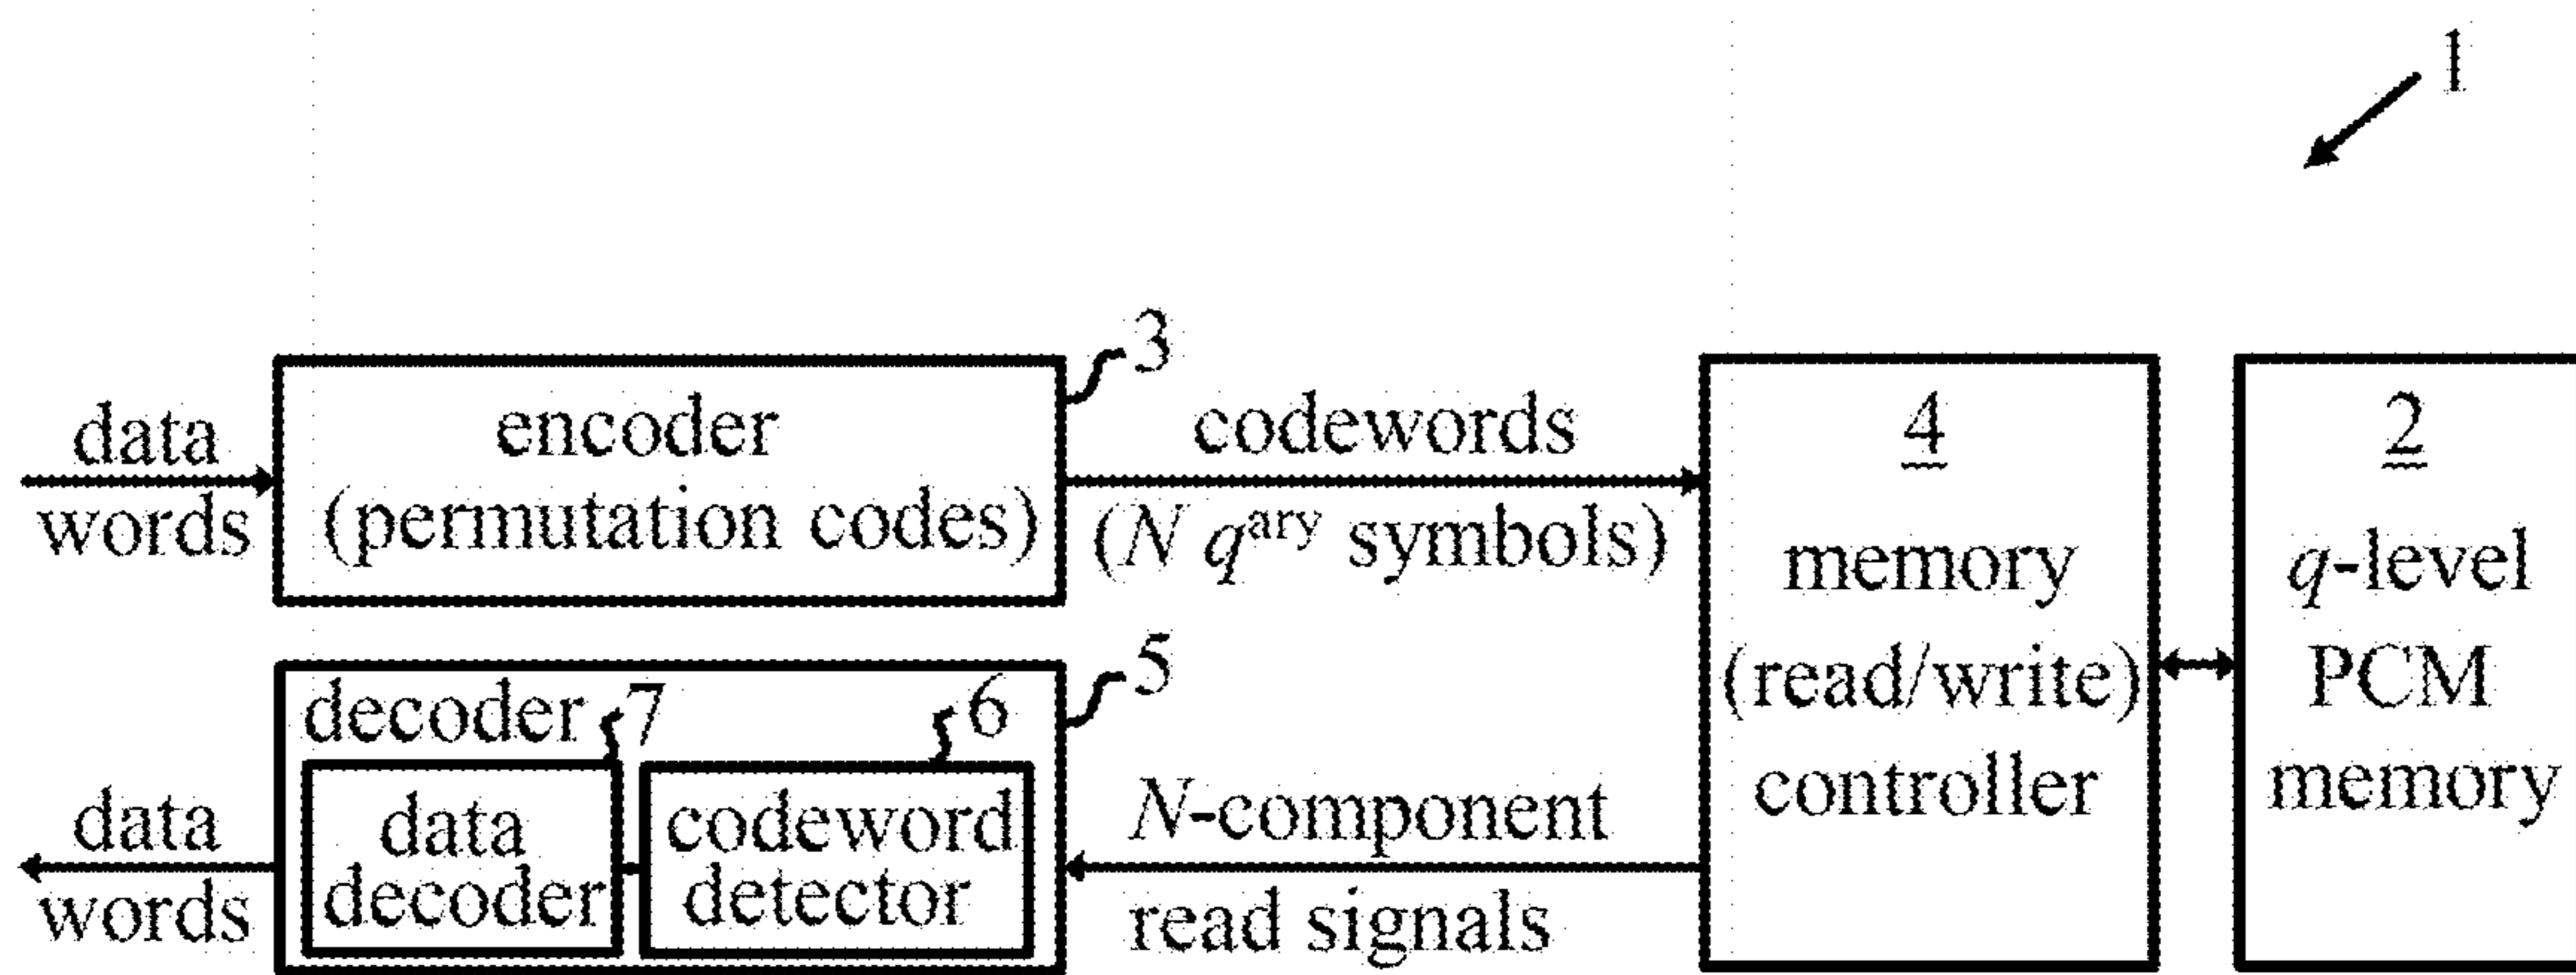 1
3
data
words
encoder
(permutation codes)
codewords
(N q^ary symbols)
4
memory
(read/write)
controller
2
q-level
PCM
memory
5
decoder
7
6
data
decoder
codeword
detector
data
words
N-component
read signals